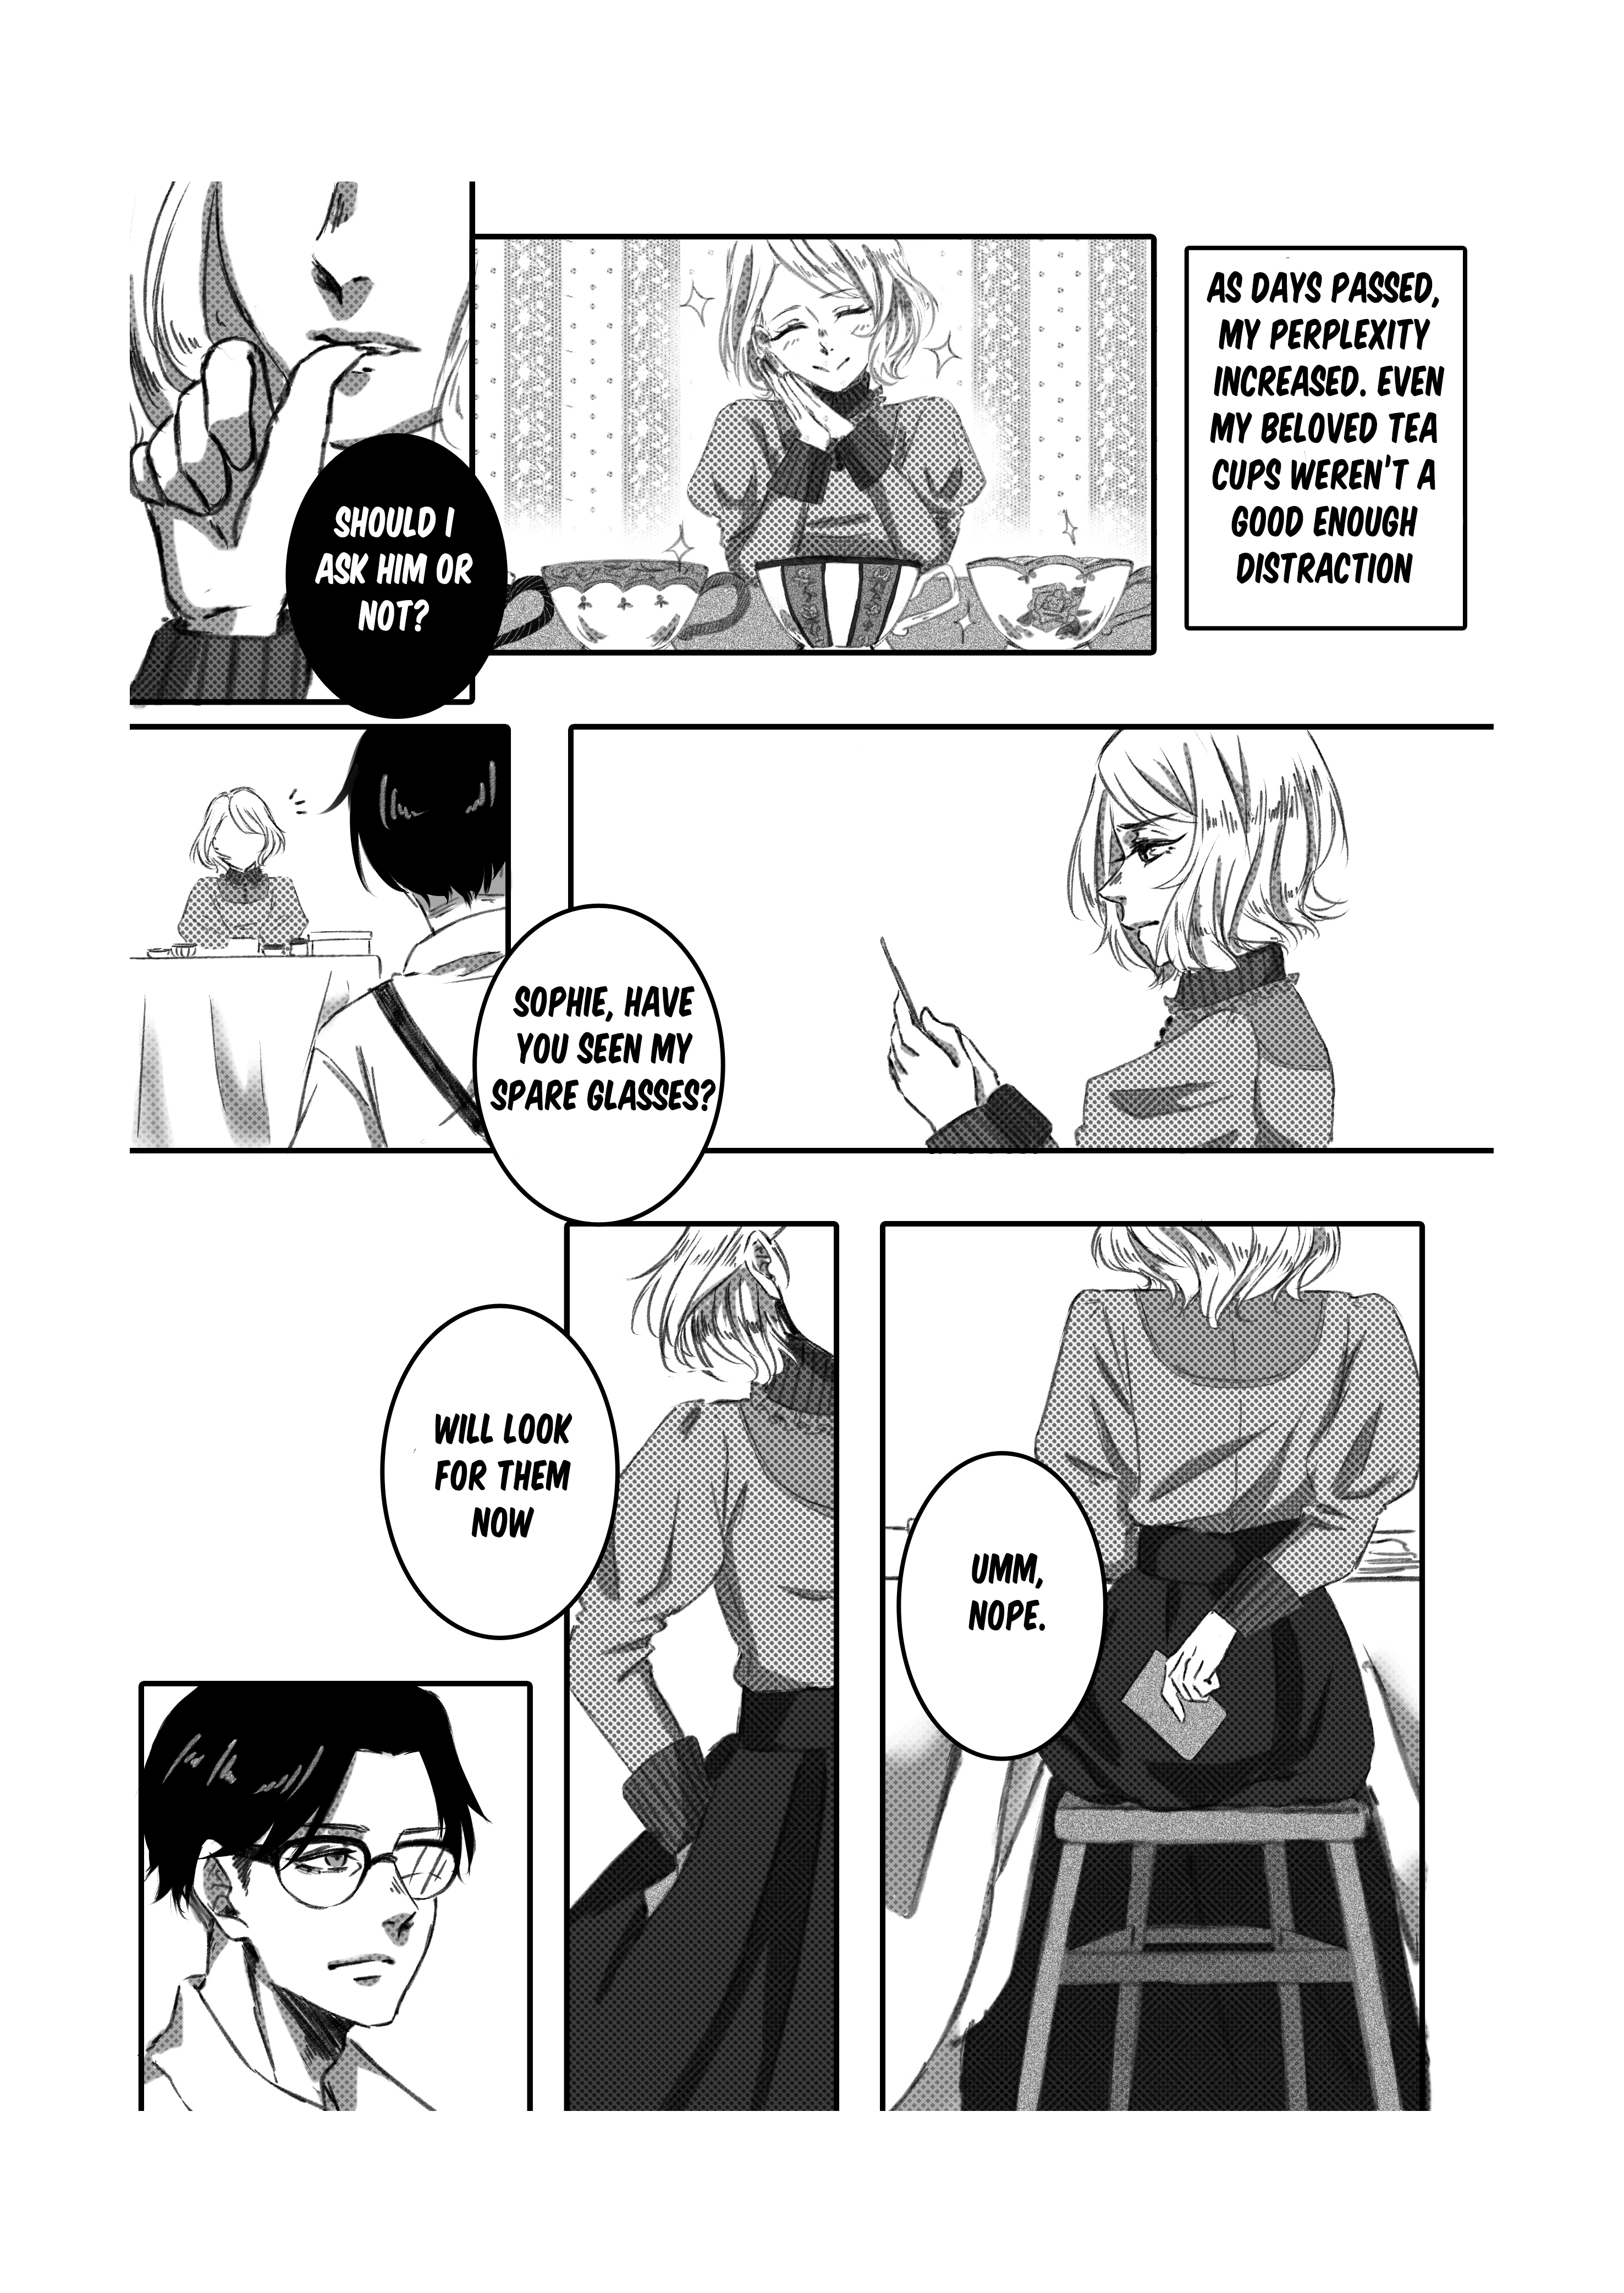 AS DAYS PASSED,
MY PERPLEXITY
INCREASED. EVEN
MY BELOVED TEA
CUPS WEREN'T A
GOOD ENOUGH
DISTRACTION
SHOULD I
ASK HIM OR
NOT?
SOPHIE, HAVE
YOU SEEN MY
SPARE GLASSES?
UMM,
NOPE.
WILL LOOK
FOR THEM
NOW